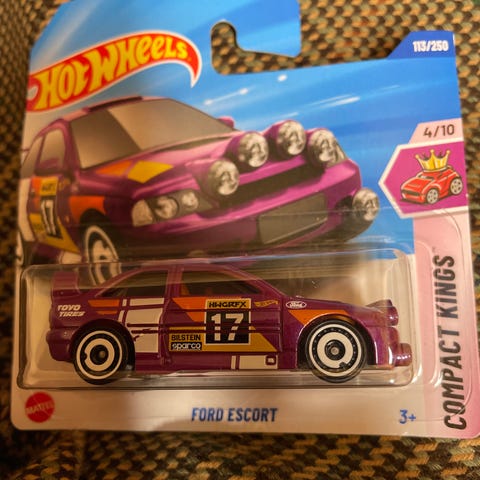 HOT WHEELS
113/250
4/10
COMPACT KINGS
17
TOYO
TIRES
HWGRFX
17
BILSTEIN
sparco
Ford
MATTEL
FORD ESCORT
3+